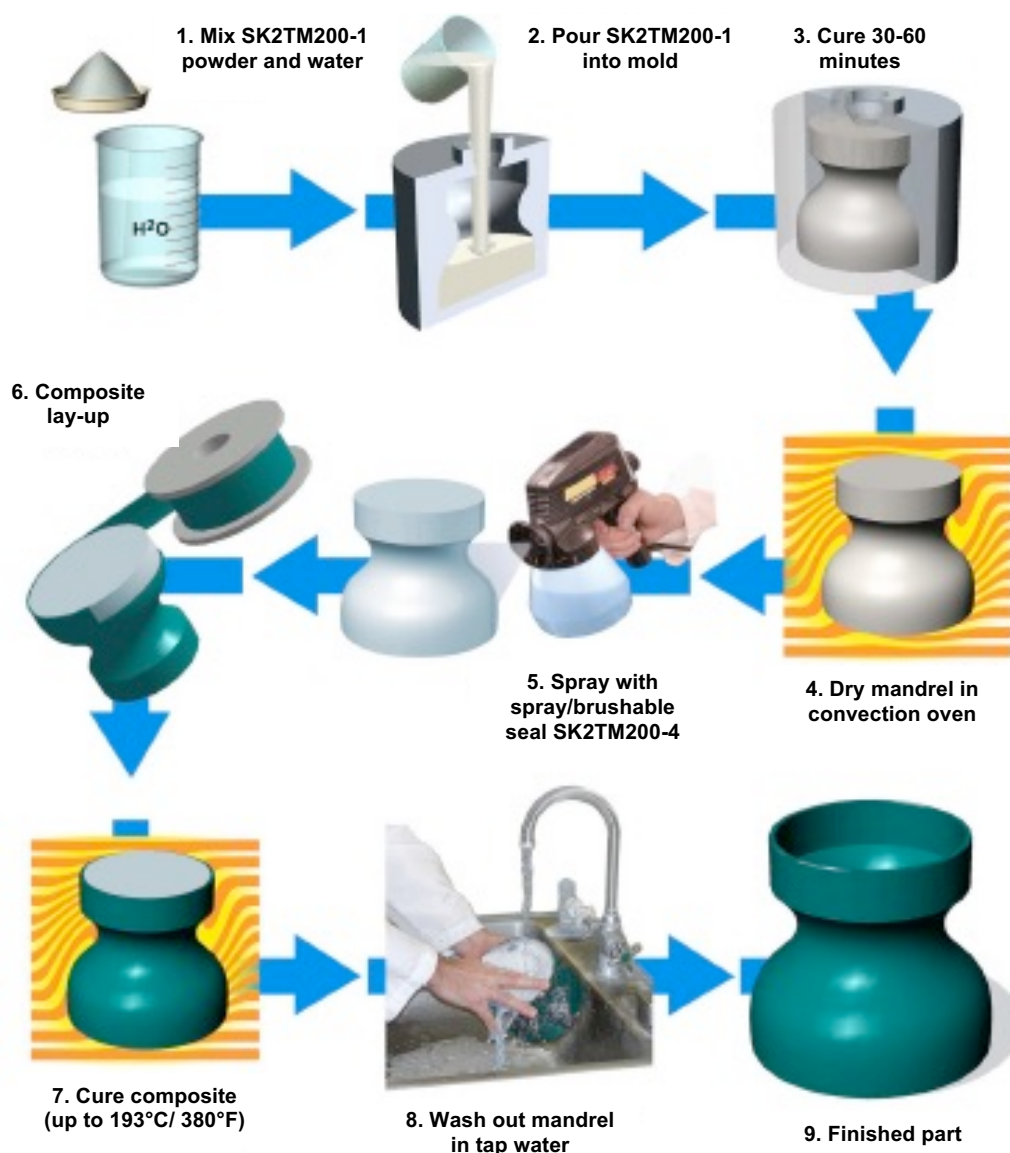 1. Mix SK2TM200-1
powder and water
2. Pour SK2TM200-1
into mold
3. Cure 30-60
minutes
H²O
6. Composite
lay-up
5. Spray with
spray/brushable
seal SK2TM200-4
4. Dry mandrel in
convection oven
7. Cure composite
(up to 193°C/ 380°F)
8. Wash out mandrel
in tap water
9. Finished part